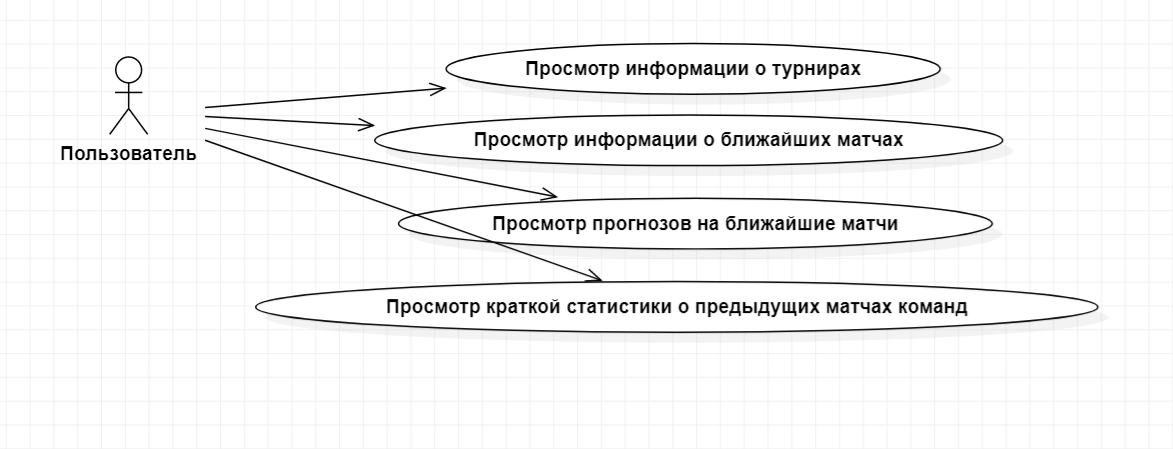 Просмотр информации о турнирах
Просмотр информации о ближайших матчах
Пользователь
Просмотр прогнозов на ближайшие матчи
Просмотр краткой статистики о предыдущих матчах команд